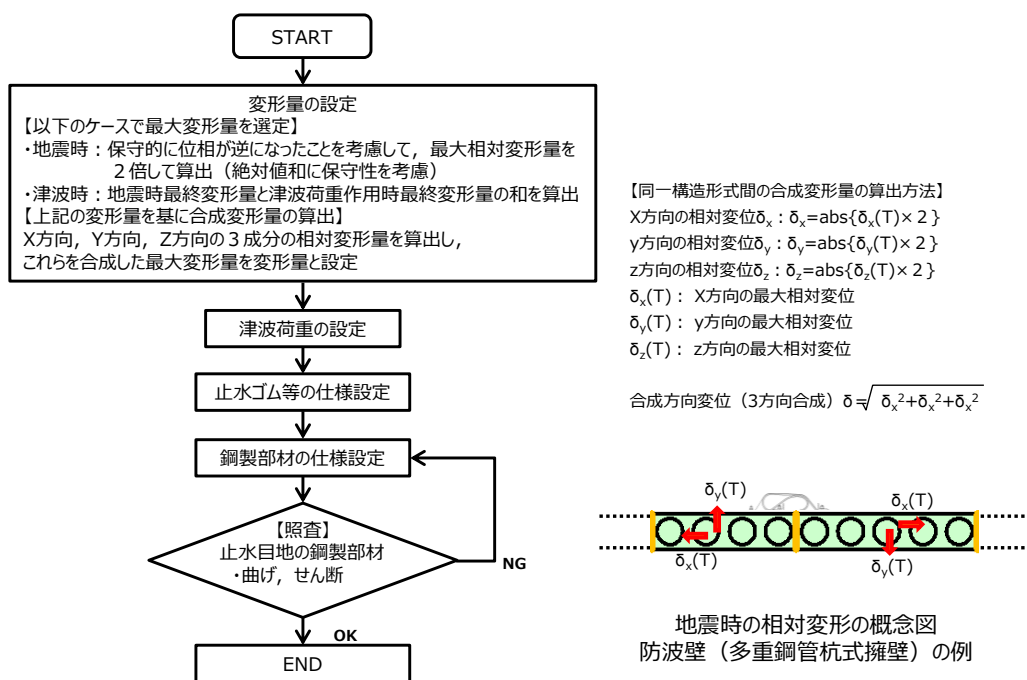 START
変形量の設定
【以下のケースで最大変形量を選定】
・地震時：保守的に位相が逆になったことを考慮して，最大相対変形量を
２倍して算出（絶対値和に保守性を考慮）
・津波時：地震時最終変形量と津波荷重作用時最終変形量の和を算出
【上記の変形量を基に合成変形量の算出】
X方向，Y方向，Z方向の３成分の相対変形量を算出し，
これらを合成した最大変形量を変形量と設定
津波荷重の設定
止水ゴム等の仕様設定
鋼製部材の仕様設定
【照査】
止水目地の鋼製部材
・曲げ，せん断
NG
OK
END
【同一構造形式間の合成変形量の算出方法】
X方向の相対変位δx：δx=abs{δx(T)×２}
y方向の相対変位δy：δy=abs{δy(T)×２}
z方向の相対変位δz：δz=abs{δz(T)×２}
δx(T)： X方向の最大相対変位
δy(T)： y方向の最大相対変位
δz(T)： z方向の最大相対変位
合成方向変位（3方向合成）δ=√ δx²+δx²+δx²
δy(T)
δx(T)
δx(T)
δy(T)
地震時の相対変形の概念図
防波壁（多重鋼管杭式擁壁）の例